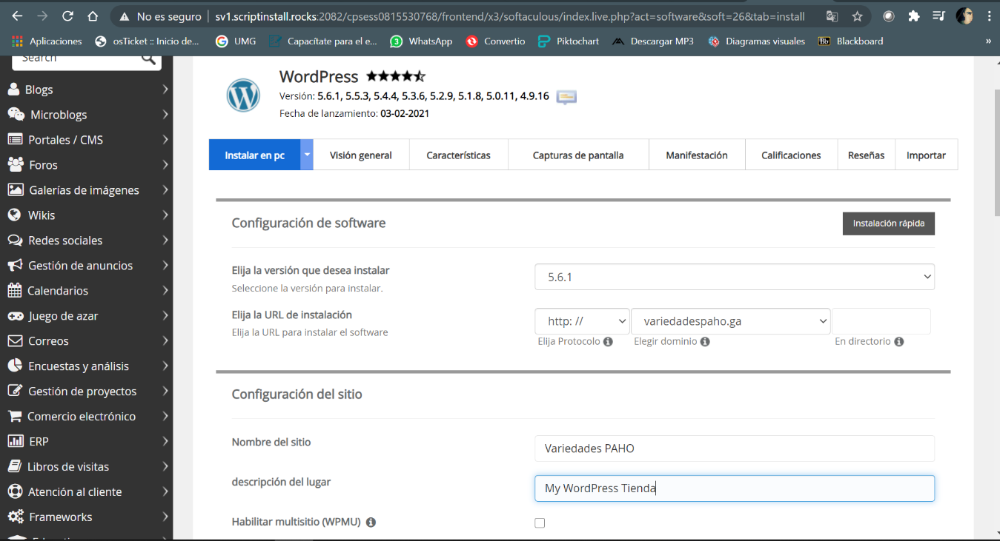 No es seguro
sv1.scriptinstall.rocks:2082/cpsess0815530768/frontend/x3/softaculous/index.live.php?act=software&soft=26&tab=install
Aplicaciones
osTicket :: Inicio de...
UMG
Capacítate para el e...
WhatsApp
Convertio
Piktochart
Descargar MP3
Diagramas visuales
Bb Blackboard
»
Search
Blogs
Microblogs
Portales / CMS
Foros
Galerías de imágenes
Wikis
Redes sociales
Gestión de anuncios
Calendarios
Juego de azar
Correos
Encuestas y análisis
Gestión de proyectos
Comercio electrónico
ERP
Libros de visitas
Atención al cliente
Frameworks
WordPress
Versión: 5.6.1, 5.5.3, 5.4.4, 5.3.6, 5.2.9, 5.1.8, 5.0.11, 4.9.16
Fecha de lanzamiento: 03-02-2021
Instalar en pc
Visión general
Características
Capturas de pantalla
Manifestación
Calificaciones
Reseñas
Importar
Configuración de software
Instalación rápida
Elija la versión que desea instalar
Seleccione la versión para instalar.
5.6.1
Elija la URL de instalación
Elija la URL para instalar el software
http: //
variedadespaho.ga
Elija Protocolo
Elegir dominio
En directorio
Configuración del sitio
Nombre del sitio
Variedades PAHO
descripción del lugar
My WordPress Tienda
Habilitar multisitio (WPMU)